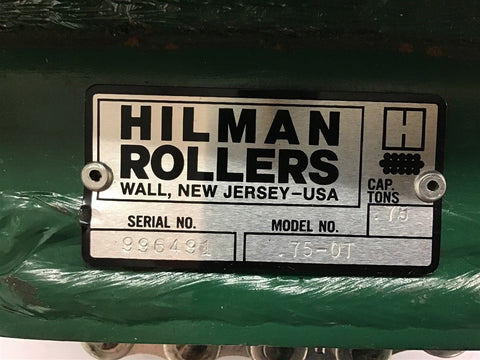 HILMAN
ROLLERS
WALL, NEW JERSEY-USA
H
CAP.
TONS
75
SERIAL NO.
996491
MODEL NO.
75-OT